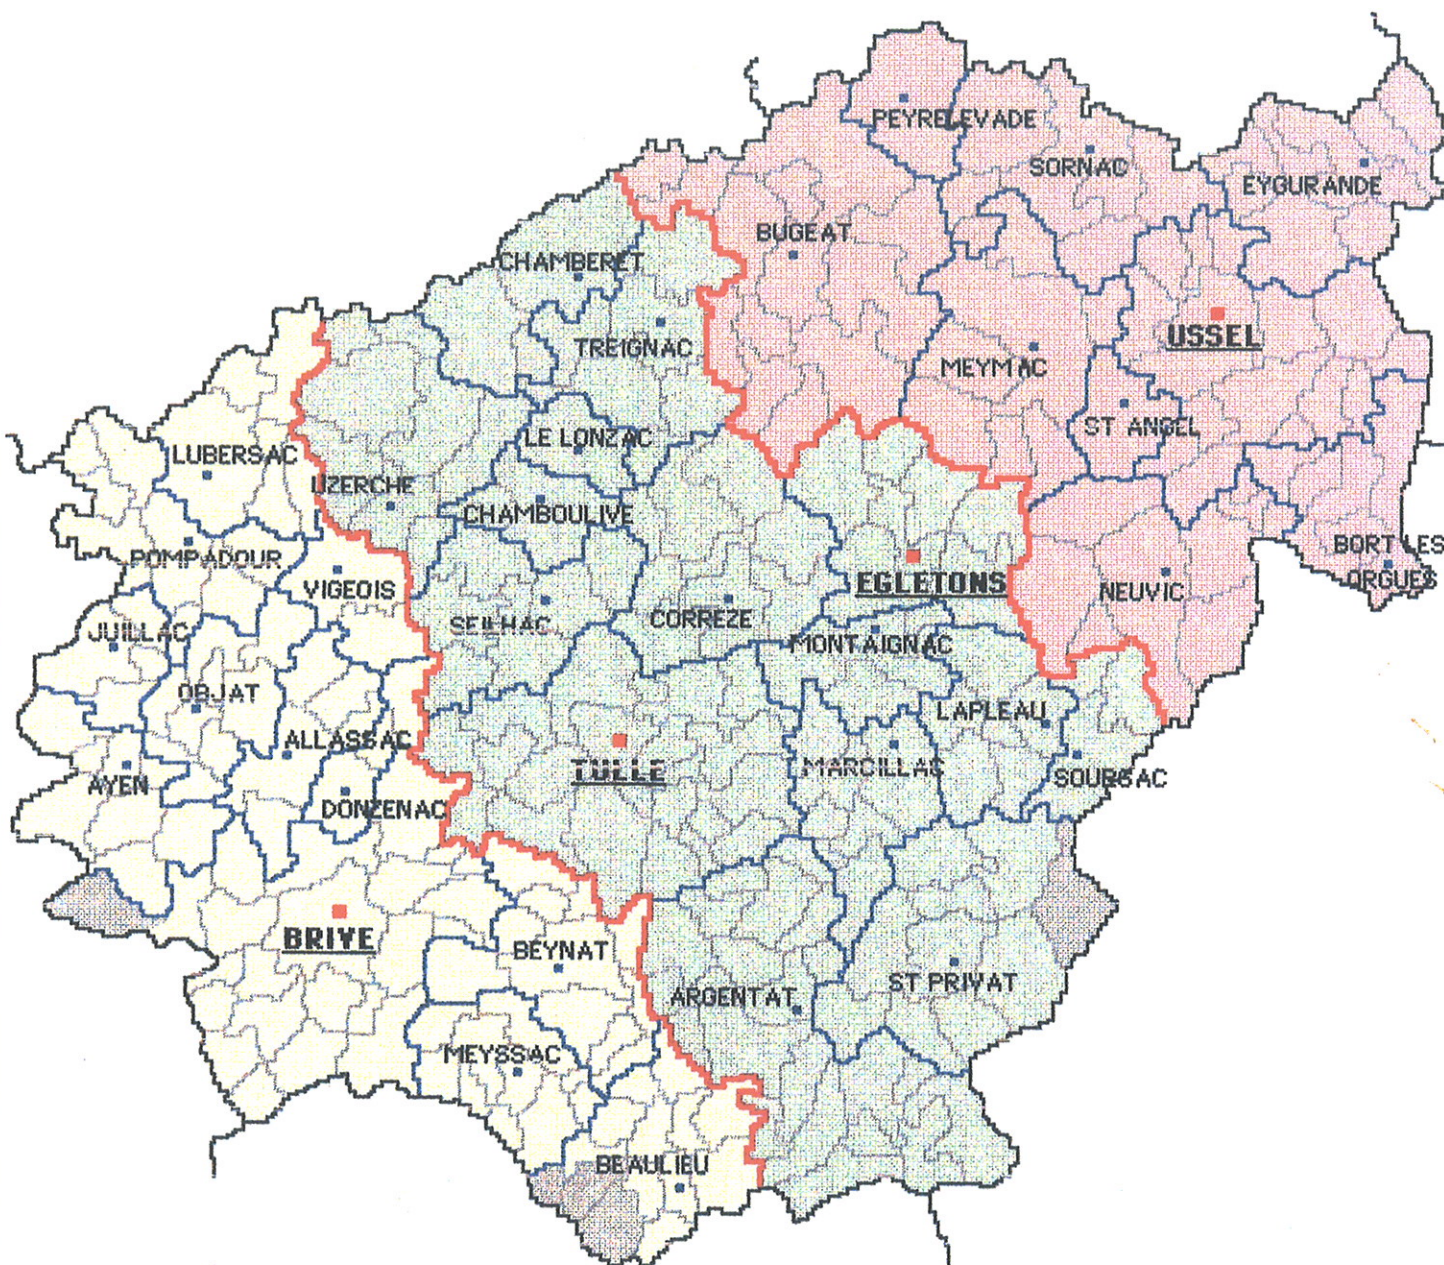 PEYRELEVADE
SORNAC
EYGURANDE
BUGEAT
CHAMBERET
USSEL
TREIGNAC
MEYMAC
ST ANGEL
LE LONZAC
LUBERSAC
UZERCHE
CHAMBOULIVE
POMPADOUR
BORT LES
ORGUES
VIGEOIS
EGLETONS
NEUVIC
SEILHAC
CORREZE
JUILLAC
MONTAIGNAC
OBJAT
LAPLEAU
ALLASSAC
TULLE
MARCILLAC
SOURSAC
AYEN
DONZENAC
BRIVE
BEYNAT
ST PRIVAT
ARGENTAT
MEYSSAC
BEAULIEU